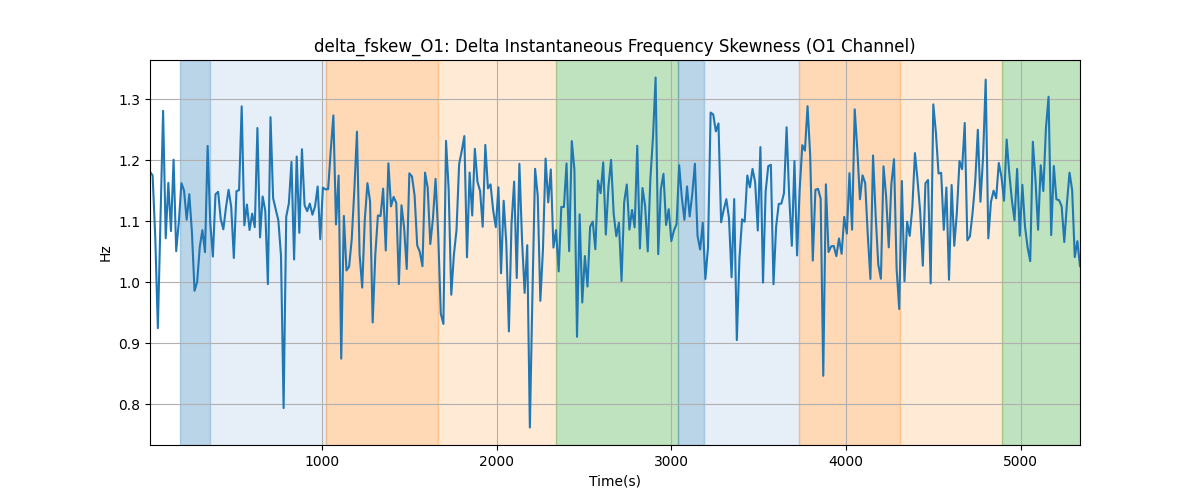 delta_fskew_O1: Delta Instantaneous Frequency Skewness (O1 Channel)
Hz
1.3
1.2
1.1
1.0
0.9
0.8
1000 2000 3000 4000 5000
Time(s)